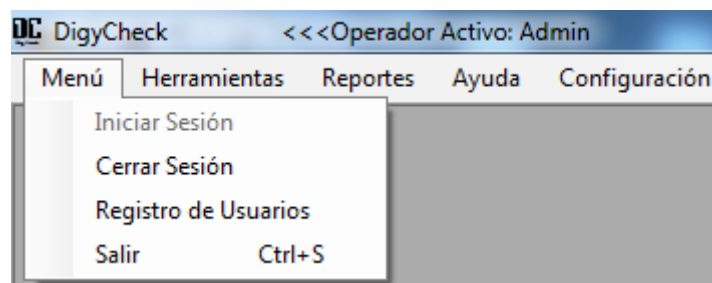 DC DigyCheck <<<Operador Activo: Admin
Menú Herramientas Reportes Ayuda Configuración
Iniciar Sesión
Cerrar Sesión
Registro de Usuarios
Salir Ctrl+S